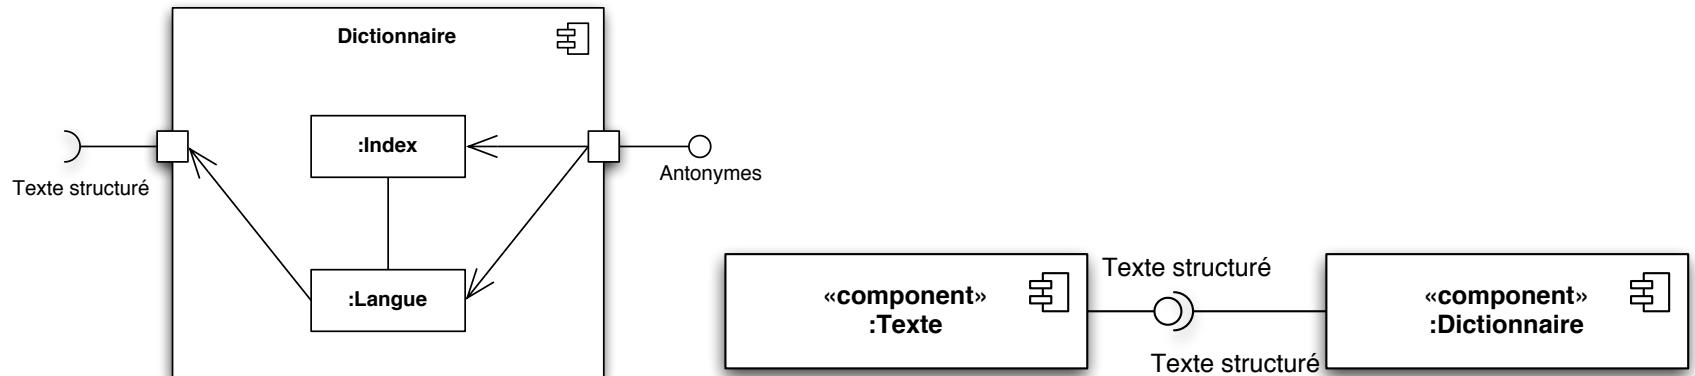 Dictionnaire
:Index
Texte structuré
Antonymes
:Langue
Texte structuré
«component»
:Texte
«component»
:Dictionnaire
Texte structuré